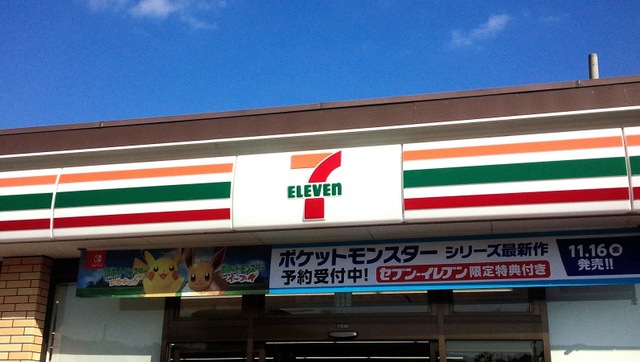 7
ELEVEn
ポケットモンスター シリーズ最新作
予約受付中! セブン-イレブン限定特典付き
11.16 金
発売!!